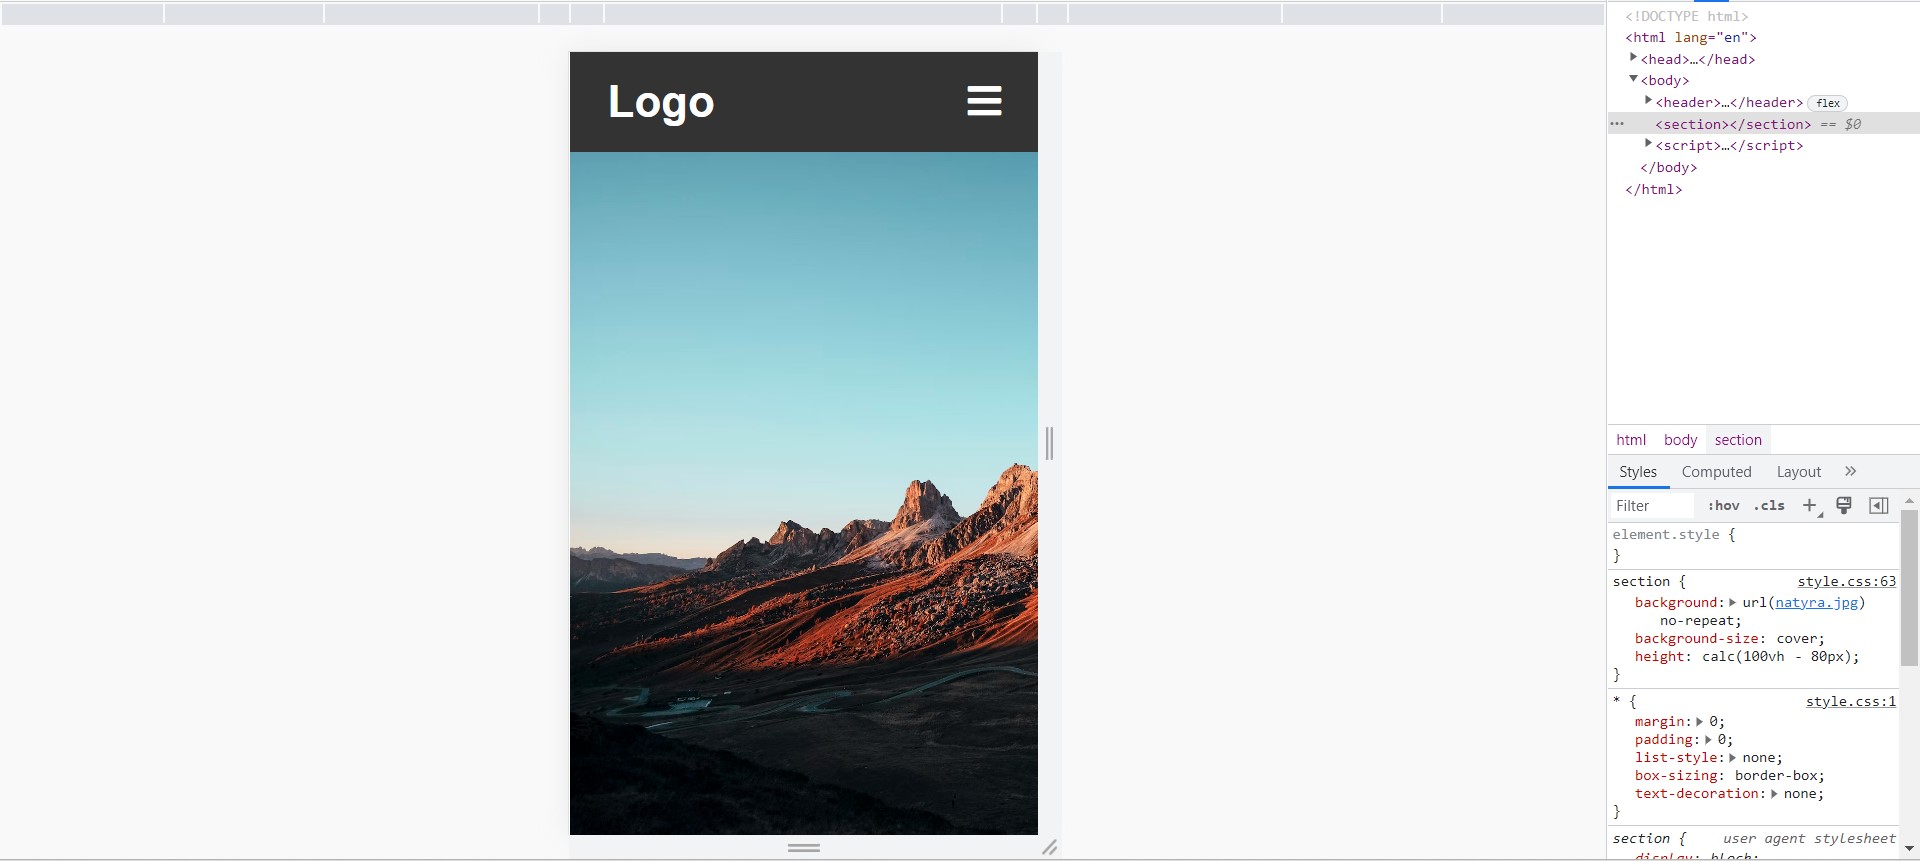 Logo
<!DOCTYPE html>
<html lang="en">
<head>…</head>
<body>
<header>…</header> flex
… <section></section> == $0
<script>…</script>
</body>
</html>
html body section
Styles Computed Layout »
Filter :hov .cls +
element.style {
}
section { style.css:63
background: url(natyra.jpg)
no-repeat;
background-size: cover;
height: calc(100vh - 80px);
}
* { style.css:1
margin: 0;
padding: 0;
list-style: none;
box-sizing: border-box;
text-decoration: none;
}
section { user agent stylesheet
display: block;